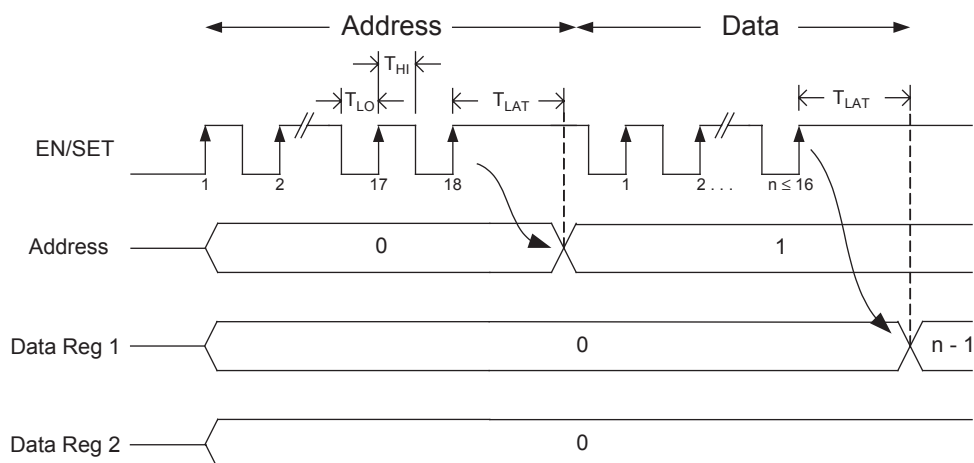 Address Data
T_HI
T_LO T_LAT T_LAT
EN/SET
1 2 17 18 1 2 . . . n ≤ 16
Address 0 1
Data Reg 1 0 n - 1
Data Reg 2 0